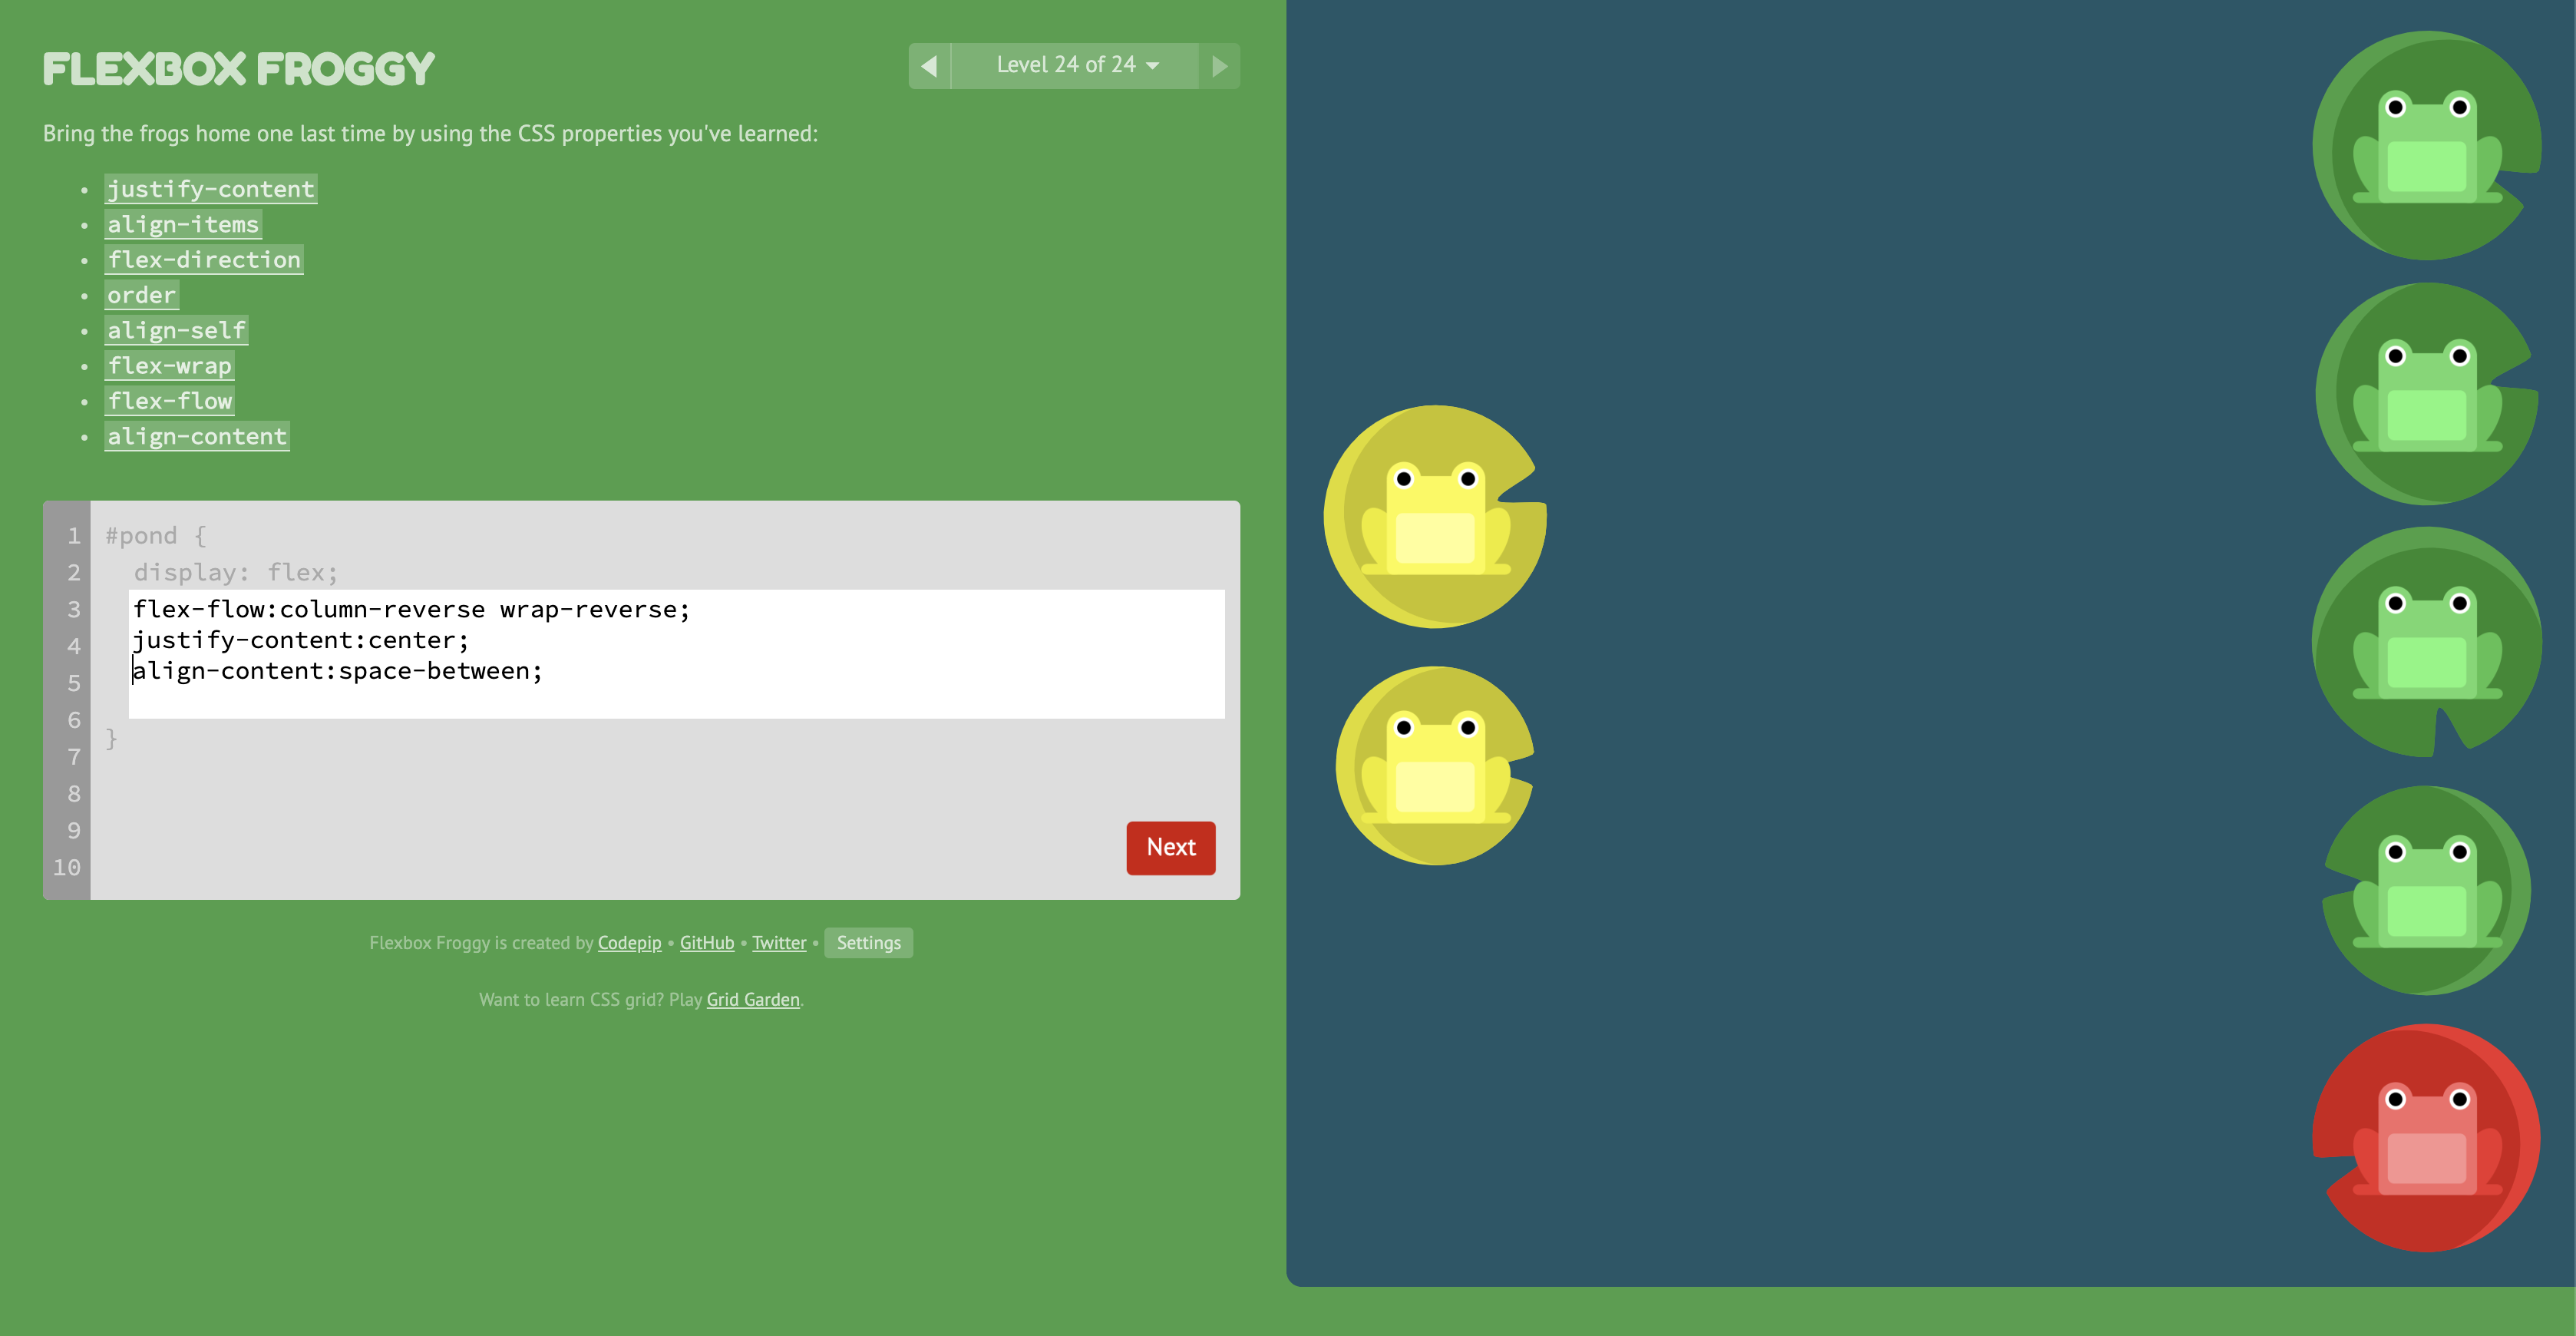 FLEXBOX FROGGY
Level 24 of 24
Bring the frogs home one last time by using the CSS properties you've learned:
• justify-content
• align-items
• flex-direction
• order
• align-self
• flex-wrap
• flex-flow
• align-content
1 #pond {
2 display: flex;
3 flex-flow:column-reverse wrap-reverse;
4 justify-content:center;
5 align-content:space-between;
6
7 }
8
9
10
Next
Flexbox Froggy is created by Codepip • GitHub • Twitter • Settings
Want to learn CSS grid? Play Grid Garden.